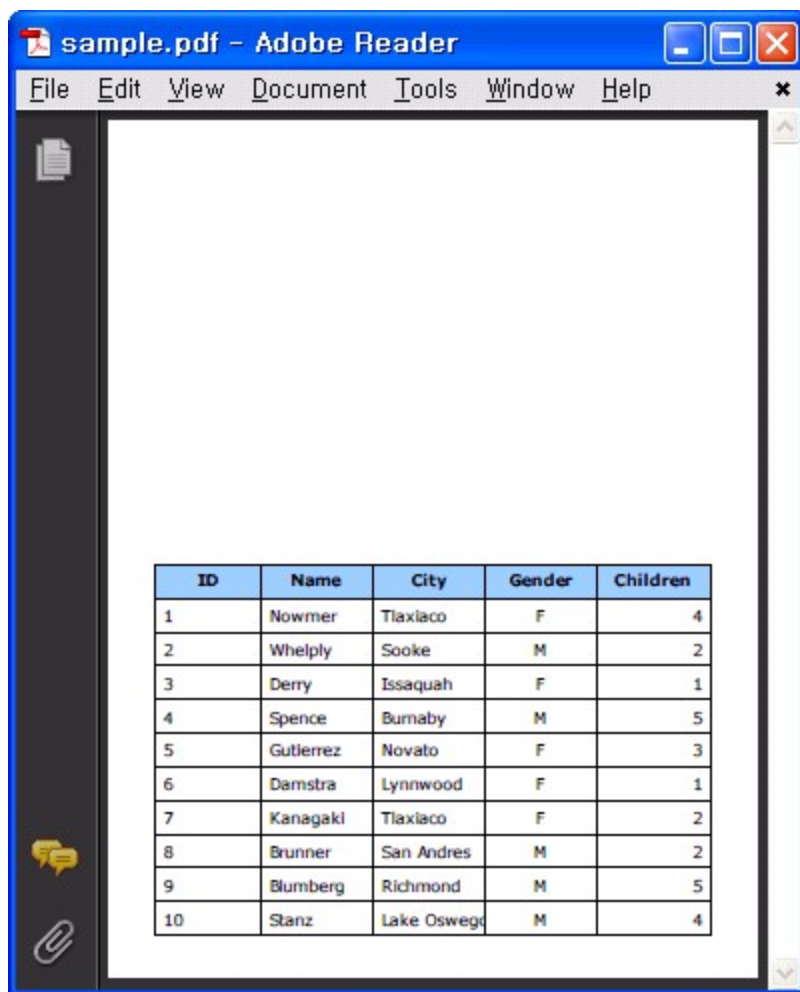 sample.pdf - Adobe Reader
File Edit View Document Tools Window Help
ID Name City Gender Children
1 Nowmer Tlaxiaco F 4
2 Whelply Sooke M 2
3 Derry Issaquah F 1
4 Spence Burnaby M 5
5 Gutierrez Novato F 3
6 Damstra Lynnwood F 1
7 Kanagaki Tlaxiaco F 2
8 Brunner San Andres M 2
9 Blumberg Richmond M 5
10 Stanz Lake Oswego M 4